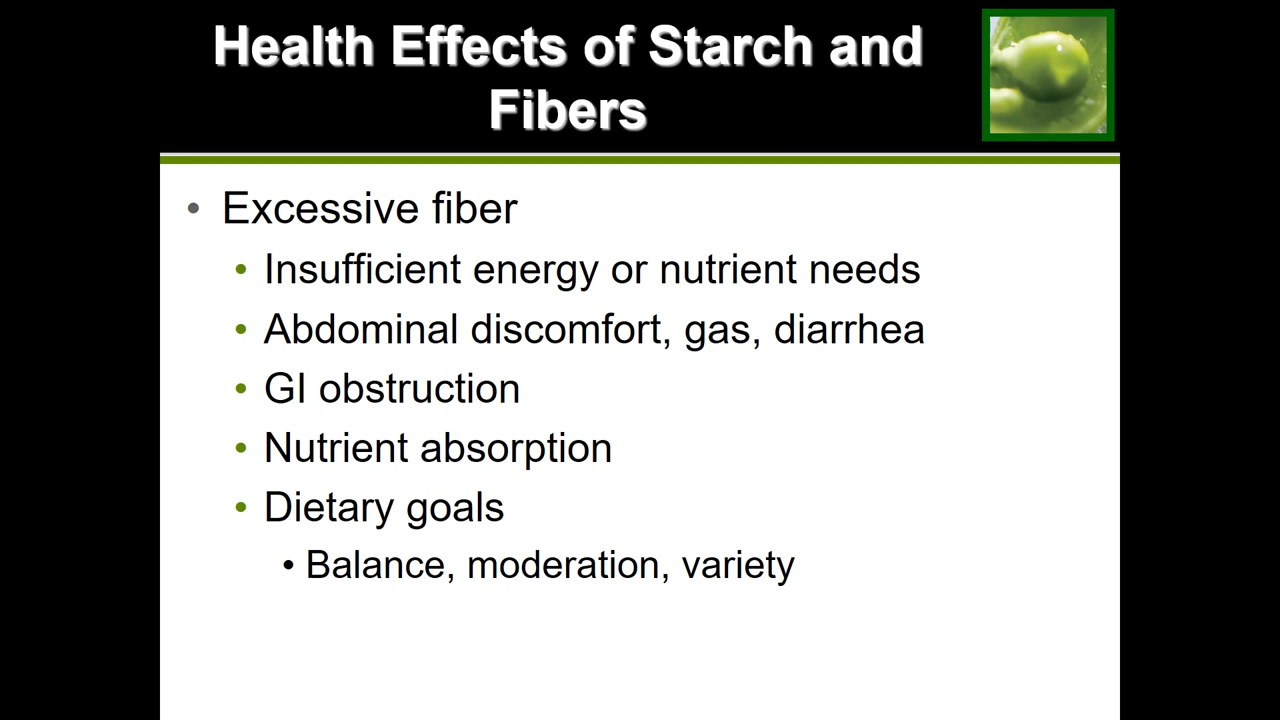 Health Effects of Starch and
Fibers
• Excessive fiber
• Insufficient energy or nutrient needs
• Abdominal discomfort, gas, diarrhea
• GI obstruction
• Nutrient absorption
• Dietary goals
• Balance, moderation, variety